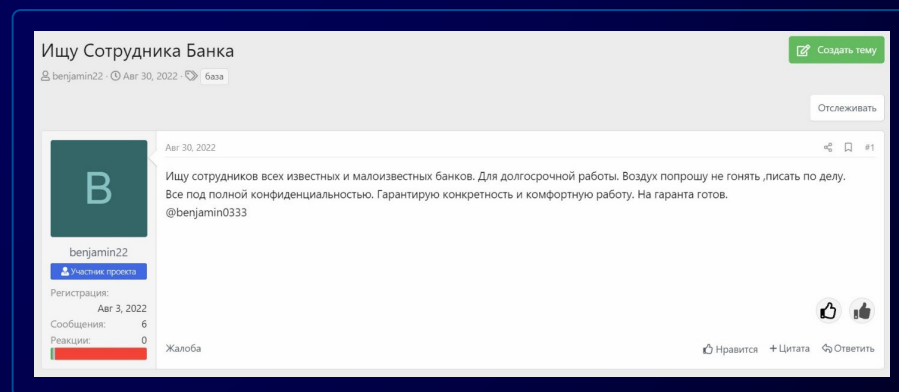 Ищу Сотрудника Банка
Создать тему
benjamin22 · Авг 30, 2022 · база
Отслеживать
Авг 30, 2022
#1
B
Ищу сотрудников всех известных и малоизвестных банков. Для долгосрочной работы. Воздух попрошу не гонять ,писать по делу.
Все под полной конфиденциальностью. Гарантирую конкретность и комфортную работу. На гаранта готов.
@benjamin0333
benjamin22
Участник проекта
Регистрация:
Авг 3, 2022
Сообщения: 6
Реакции: 0
Жалоба
Нравится + Цитата Ответить